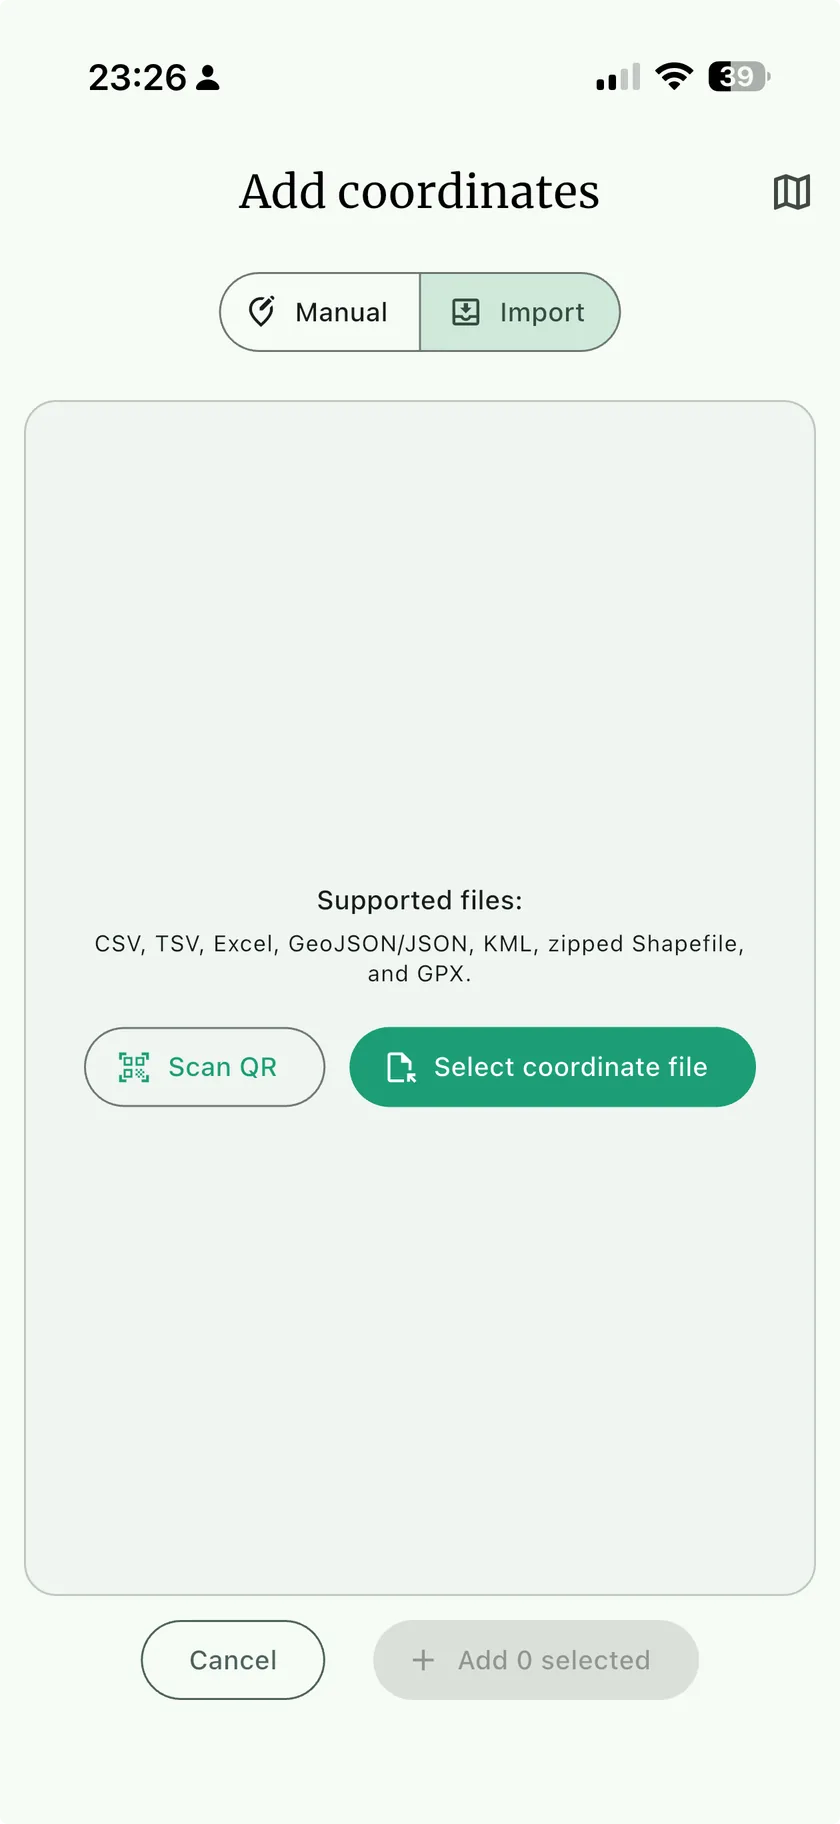 23:26
39
Add coordinates
Manual
Import
Supported files:
CSV, TSV, Excel, GeoJSON/JSON, KML, zipped Shapefile,
and GPX.
Scan QR
Select coordinate file
Cancel
+ Add 0 selected